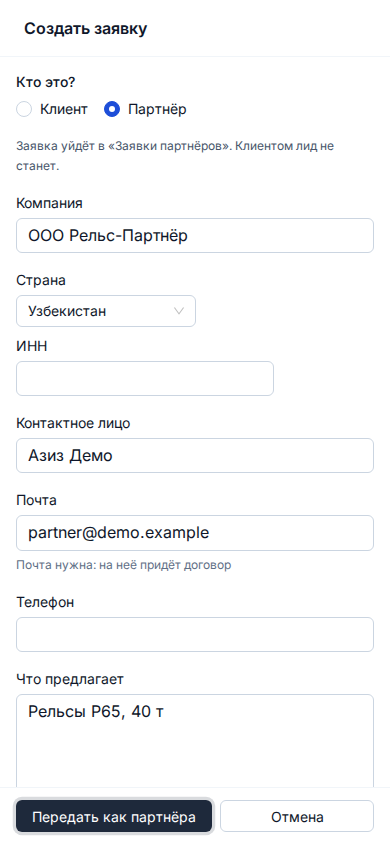 Создать заявку
Кто это?
Клиент Партнёр
Заявка уйдёт в «Заявки партнёров». Клиентом лид не
станет.
Компания
ООО Рельс-Партнёр
Страна
Узбекистан
ИНН
Контактное лицо
Азиз Демо
Почта
partner@demo.example
Почта нужна: на неё придёт договор
Телефон
Что предлагает
Рельсы Р65, 40 т
Передать как партнёра Отмена